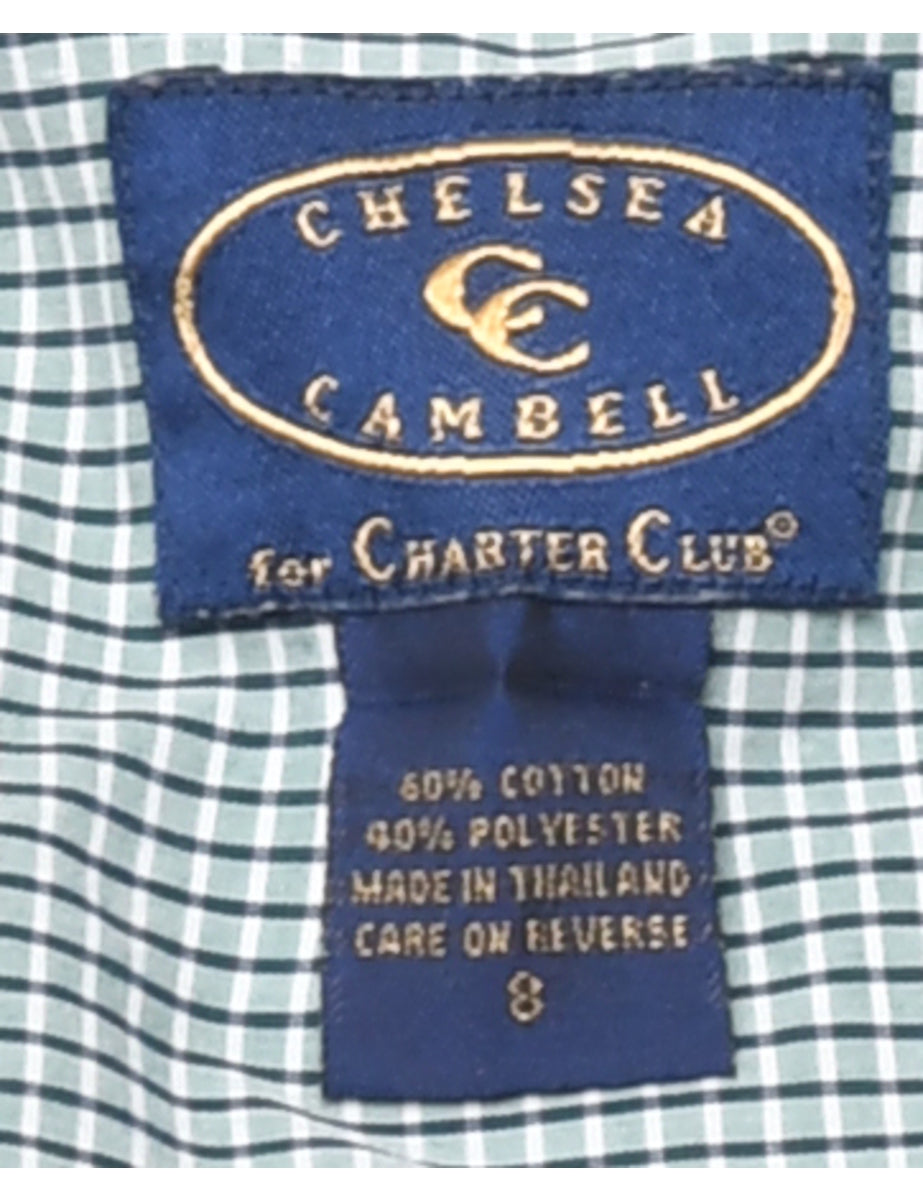 CHELSEA
CC
CAMBELL
for CHARTER CLUB®
60% COTTON
40% POLYESTER
MADE IN THAILAND
CARE ON REVERSE
8